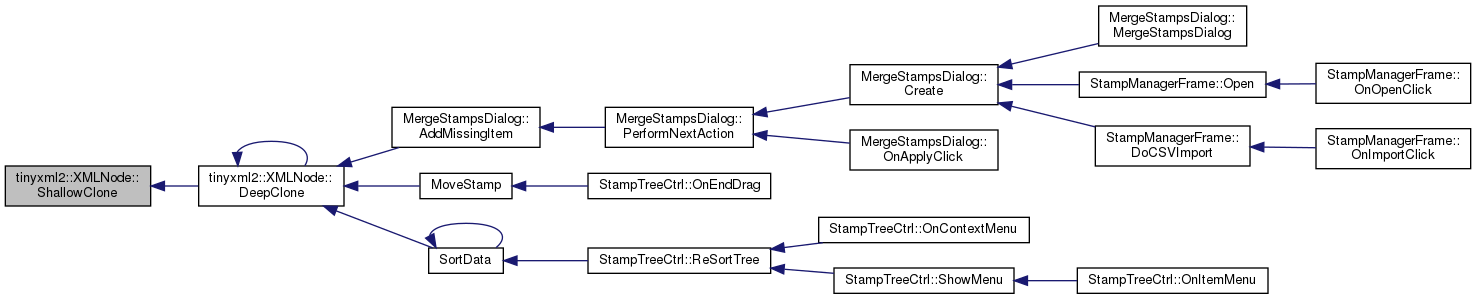 tinyxml2::XMLNode::
ShallowClone
tinyxml2::XMLNode::
DeepClone
MergeStampsDialog::
AddMissingItem
MoveStamp
SortData
MergeStampsDialog::
PerformNextAction
StampTreeCtrl::OnEndDrag
StampTreeCtrl::ReSortTree
MergeStampsDialog::
Create
MergeStampsDialog::
OnApplyClick
StampTreeCtrl::OnContextMenu
StampTreeCtrl::ShowMenu
MergeStampsDialog::
MergeStampsDialog
StampManagerFrame::Open
StampManagerFrame::
DoCSVImport
StampTreeCtrl::OnItemMenu
StampManagerFrame::
OnOpenClick
StampManagerFrame::
OnImportClick